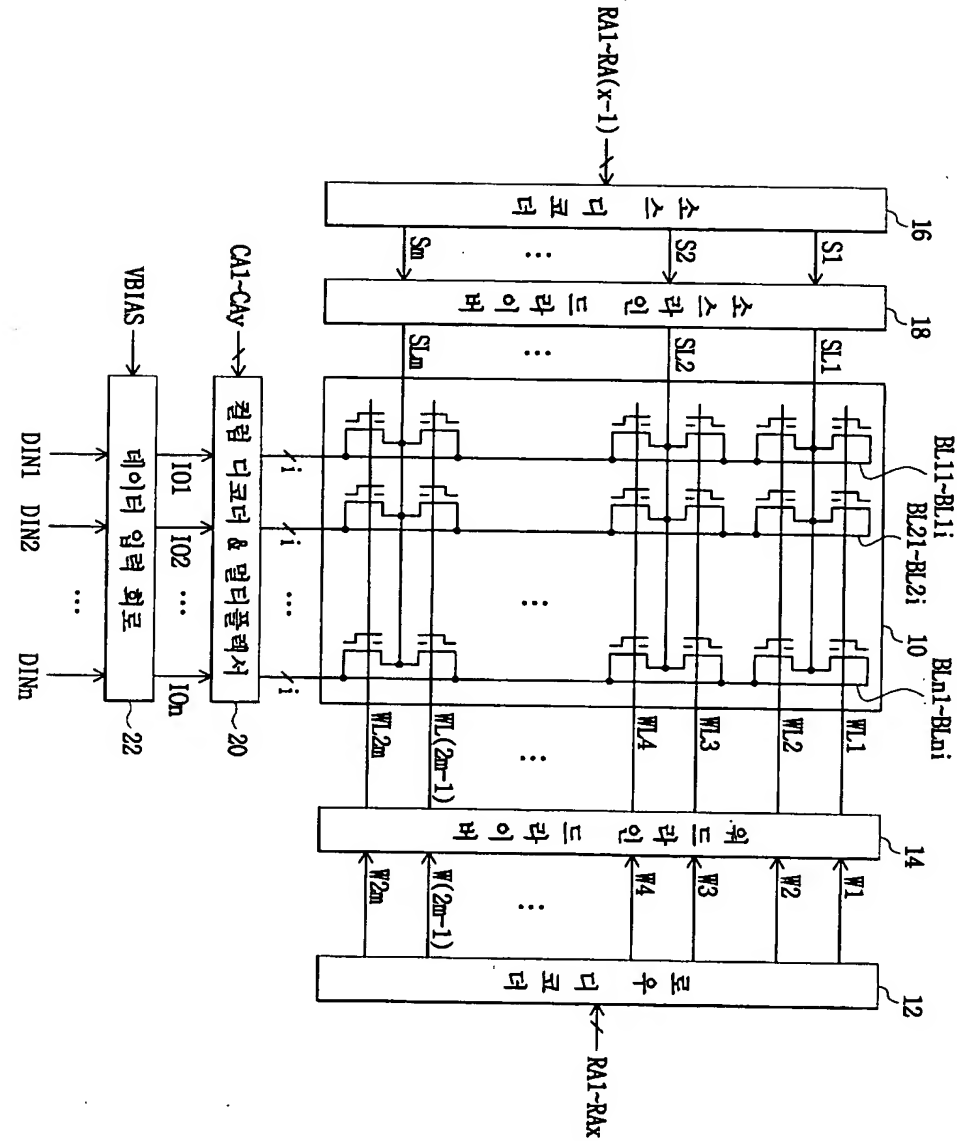 RA1~RA(x-1)
소스 디코더
16
S1
S2
...
Sm
소스라인 드라이버
18
SL1
SL2
...
SLm
BL11~BL1i
BL21~BL2i
10
BLn1~BLni
...
...
WL1
WL2
WL3
WL4
...
WL(2m-1)
WL2m
워드라인 드라이버
14
W1
W2
W3
W4
...
W(2m-1)
W2m
로우 디코더
12
RA1~RAx
CA1~CAy
i
i
...
i
컬럼 디코더 & 멀티플렉서
20
IO1
IO2
...
IOn
VBIAS
데이터 입력 회로
22
DIN1
DIN2
...
DINn